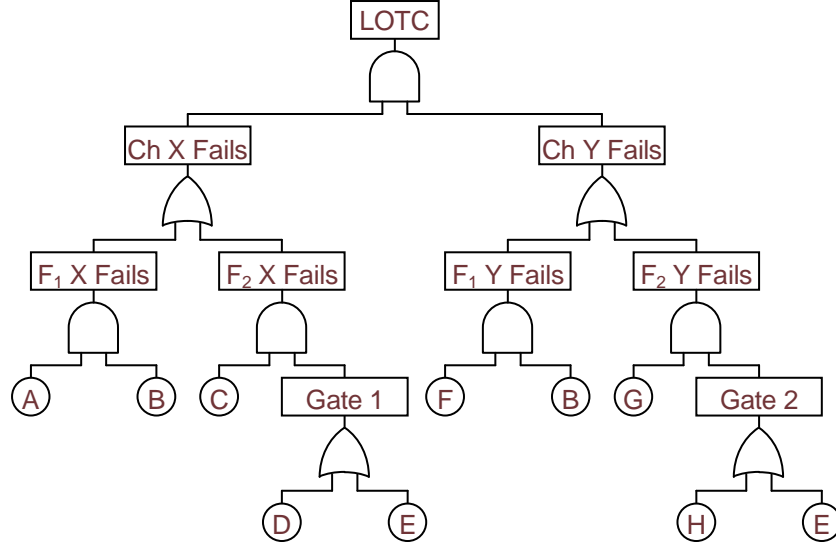 LOTC
Ch X Fails
Ch Y Fails
F₁ X Fails
F₂ X Fails
F₁ Y Fails
F₂ Y Fails
A
B
C
Gate 1
F
B
G
Gate 2
D
E
H
E